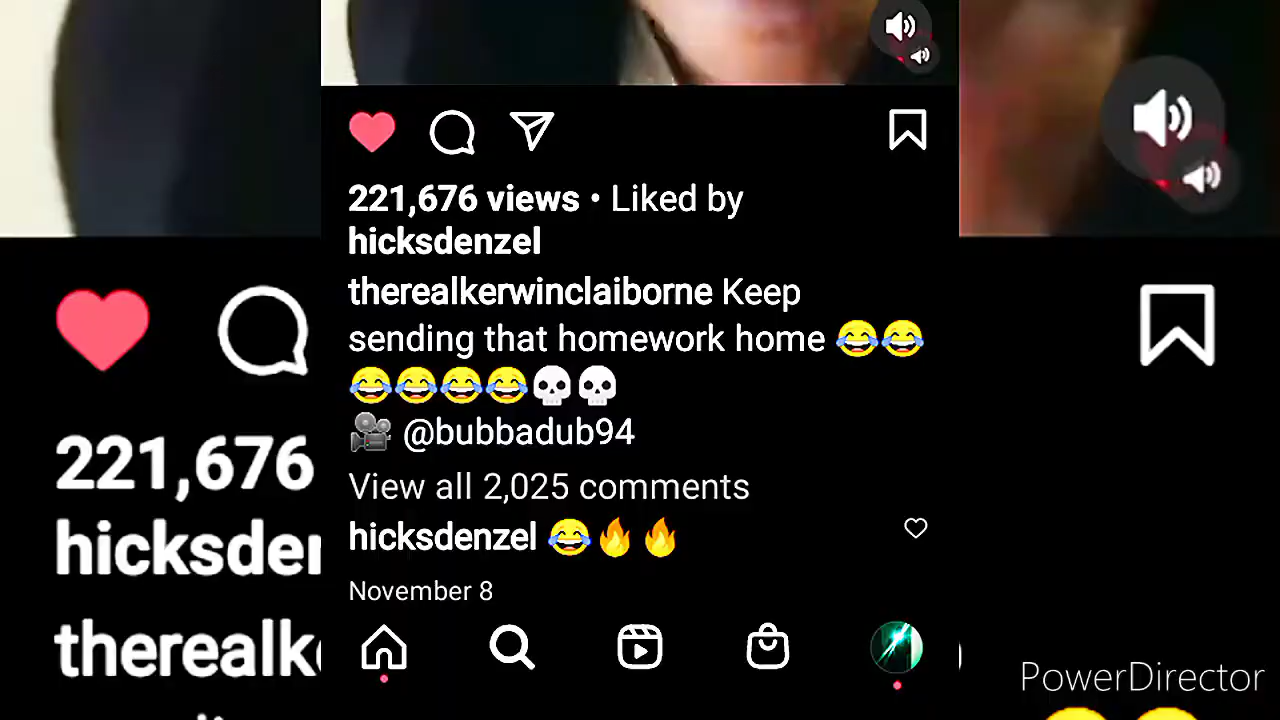 221,676 views • Liked by
hicksdenzel
therealkerwinclaiborne Keep
sending that homework home 😂😂
😂😂😂😂💀💀
🎥 @bubbadub94
View all 2,025 comments
hicksdenzel 😂🔥🔥
November 8
221,676
hicksden
therealk
PowerDirector